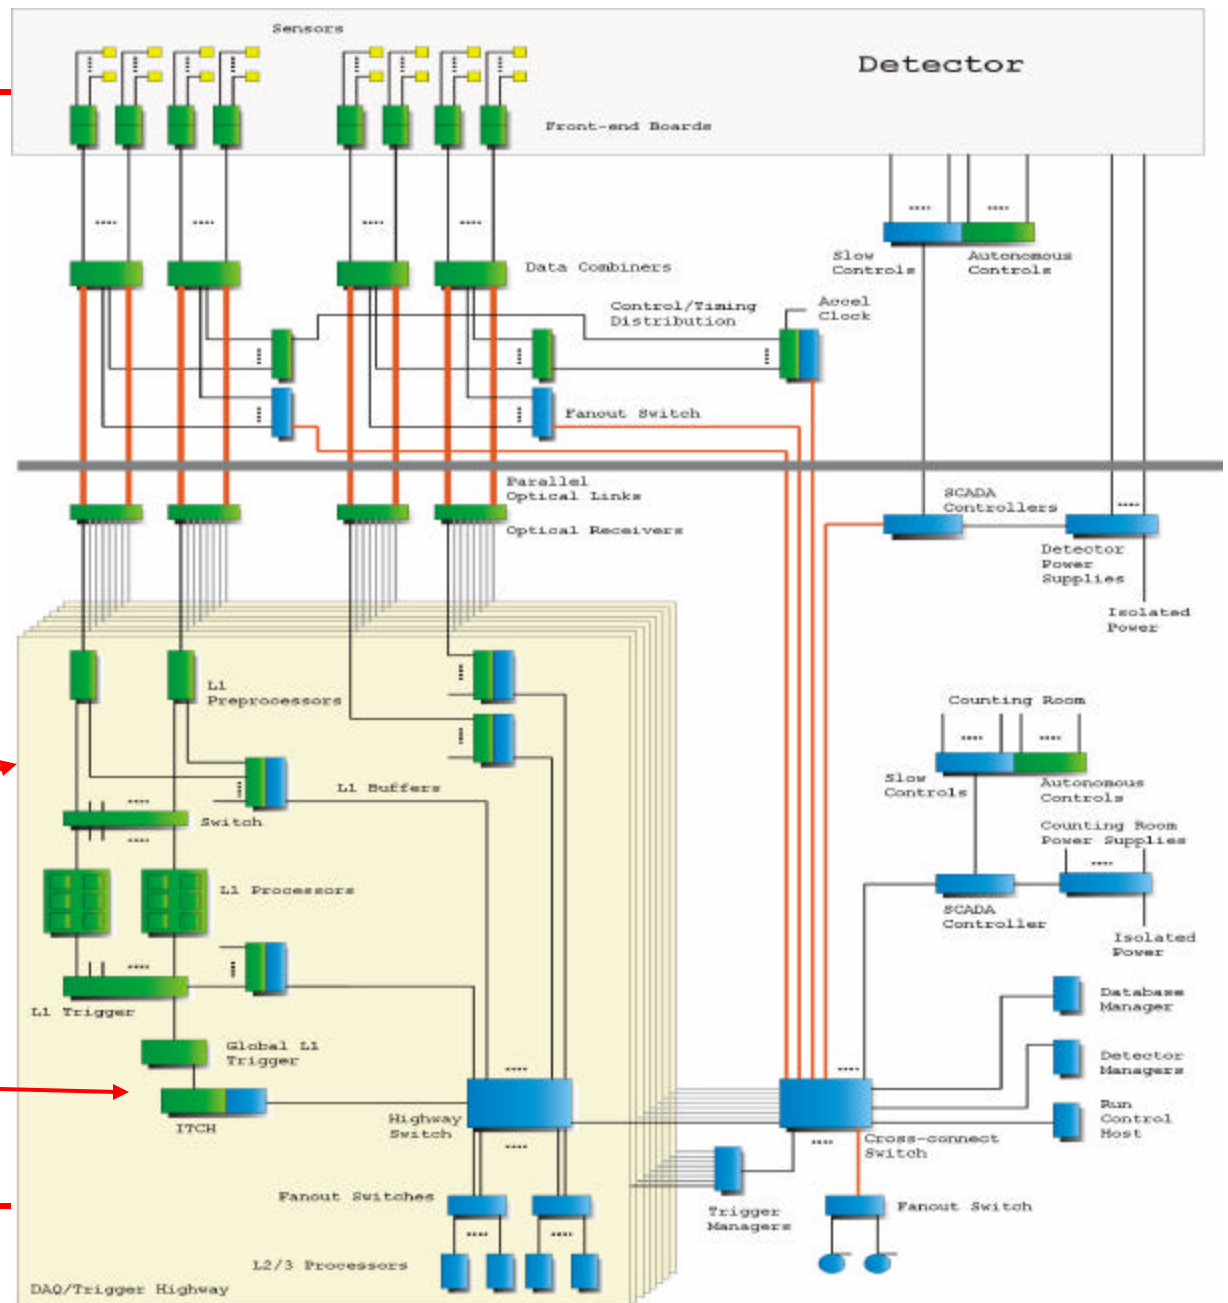 Sensors
Detector
Front-end Boards
Slow
Controls
Autonomous
Controls
Data Combiners
Control/Timing
Distribution
Accel
Clock
Fanout Switch
Parallel
Optical Links
Optical Receivers
SCADA
Controllers
Detector
Power
Supplies
Isolated
Power
L1
Preprocessors
Counting Room
L1 Buffers
Slow
Controls
Autonomous
Controls
Switch
Counting Room
Power Supplies
L1 Processors
SCADA
Controller
Isolated
Power
L1 Trigger
Database
Manager
Global L1
Trigger
Detector
Managers
ITCH
Highway
Switch
Run
Control
Host
Cross-connect
Switch
Fanout Switches
Trigger
Managers
Fanout Switch
L2/3 Processors
DAQ/Trigger Highway